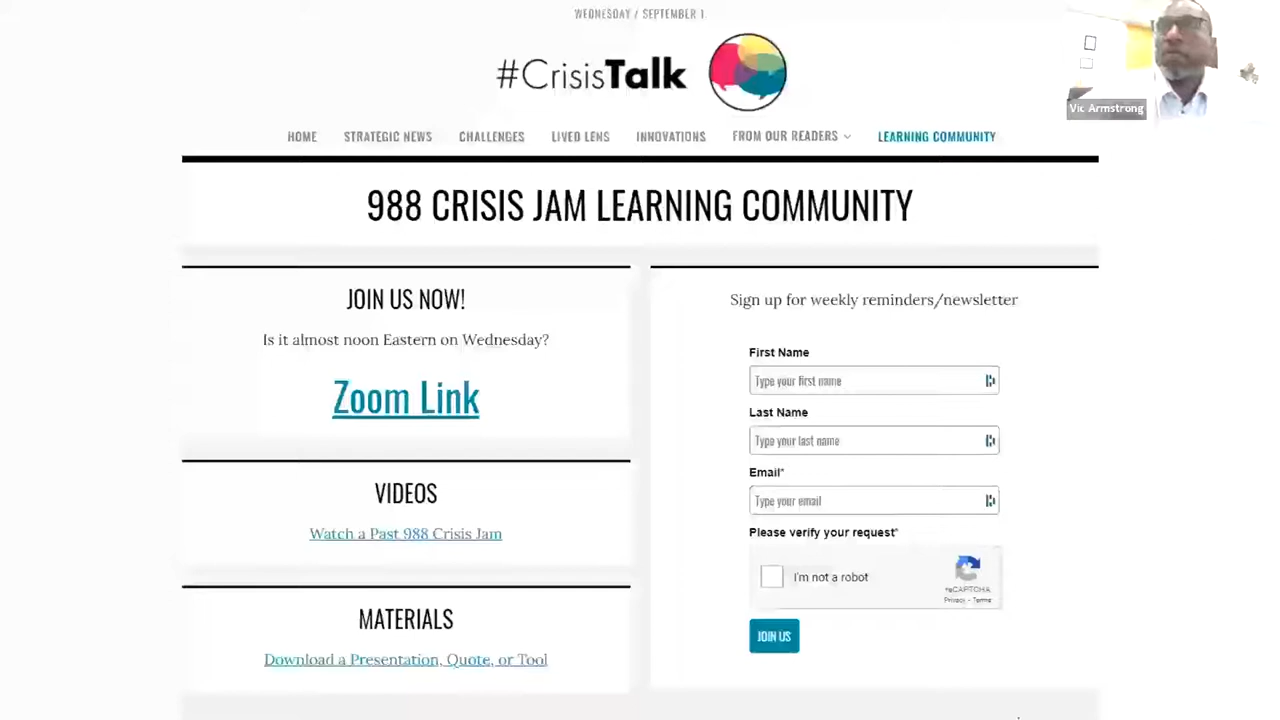 WEDNESDAY / SEPTEMBER 1
#CrisisTalk
Vic Armstrong
HOME STRATEGIC NEWS CHALLENGES LIVED LENS INNOVATIONS FROM OUR READERS LEARNING COMMUNITY
988 CRISIS JAM LEARNING COMMUNITY
JOIN US NOW!
Is it almost noon Eastern on Wednesday?
Zoom Link
VIDEOS
Watch a Past 988 Crisis Jam
MATERIALS
Download a Presentation, Quote, or Tool
Sign up for weekly reminders/newsletter
First Name
Type your first name
Last Name
Type your last name
Email*
Type your email
Please verify your request*
I'm not a robot
reCAPTCHA
Privacy - Terms
JOIN US